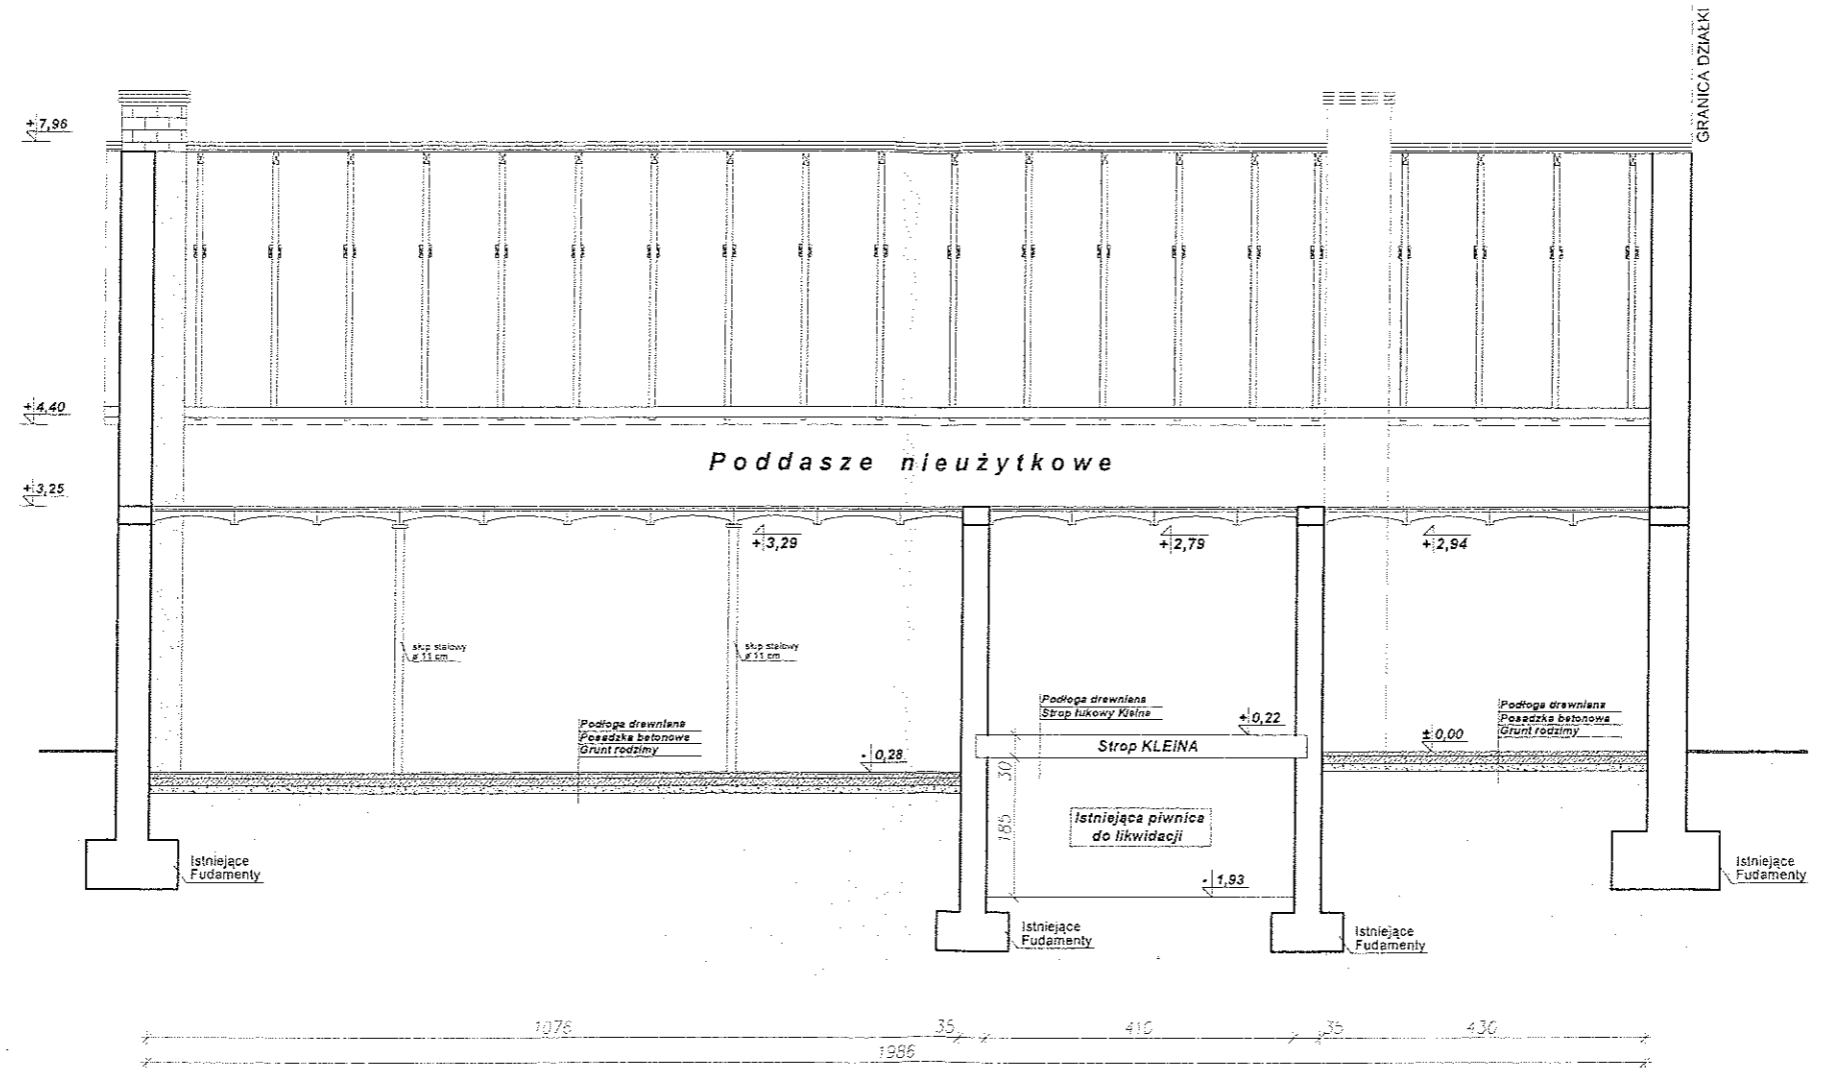 GRANICA DZIAŁKI
+7,96
+4,40
Poddasze nieużytkowe
+3,25
+3,29
+2,79
+2,94
słup stalowy
ø 11 cm
słup stalowy
ø 11 cm
Podłoga drewniana
Posadzka betonowe
Grunt rodzimy
-0,28
Podłoga drewniana
Strop łukowy Kleina
+0,22
Strop KLEINA
30
185
Istniejąca piwnica
do likwidacji
-1,93
±0,00
Podłoga drewniana
Posadzka betonowa
Grunt rodzimy
Istniejące
Fudamenty
Istniejące
Fudamenty
Istniejące
Fudamenty
Istniejące
Fudamenty
1076
35
410
35
430
1986